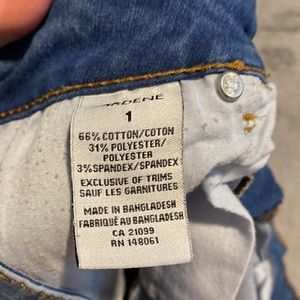 1
66% COTTON/COTON
31% POLYESTER/
POLYESTER
3% SPANDEX/SPANDEX
EXCLUSIVE OF TRIMS
SAUF LES GARNITURES
MADE IN BANGLADESH
FABRIQUÉ AU BANGLADESH
CA 21099
RN 148061